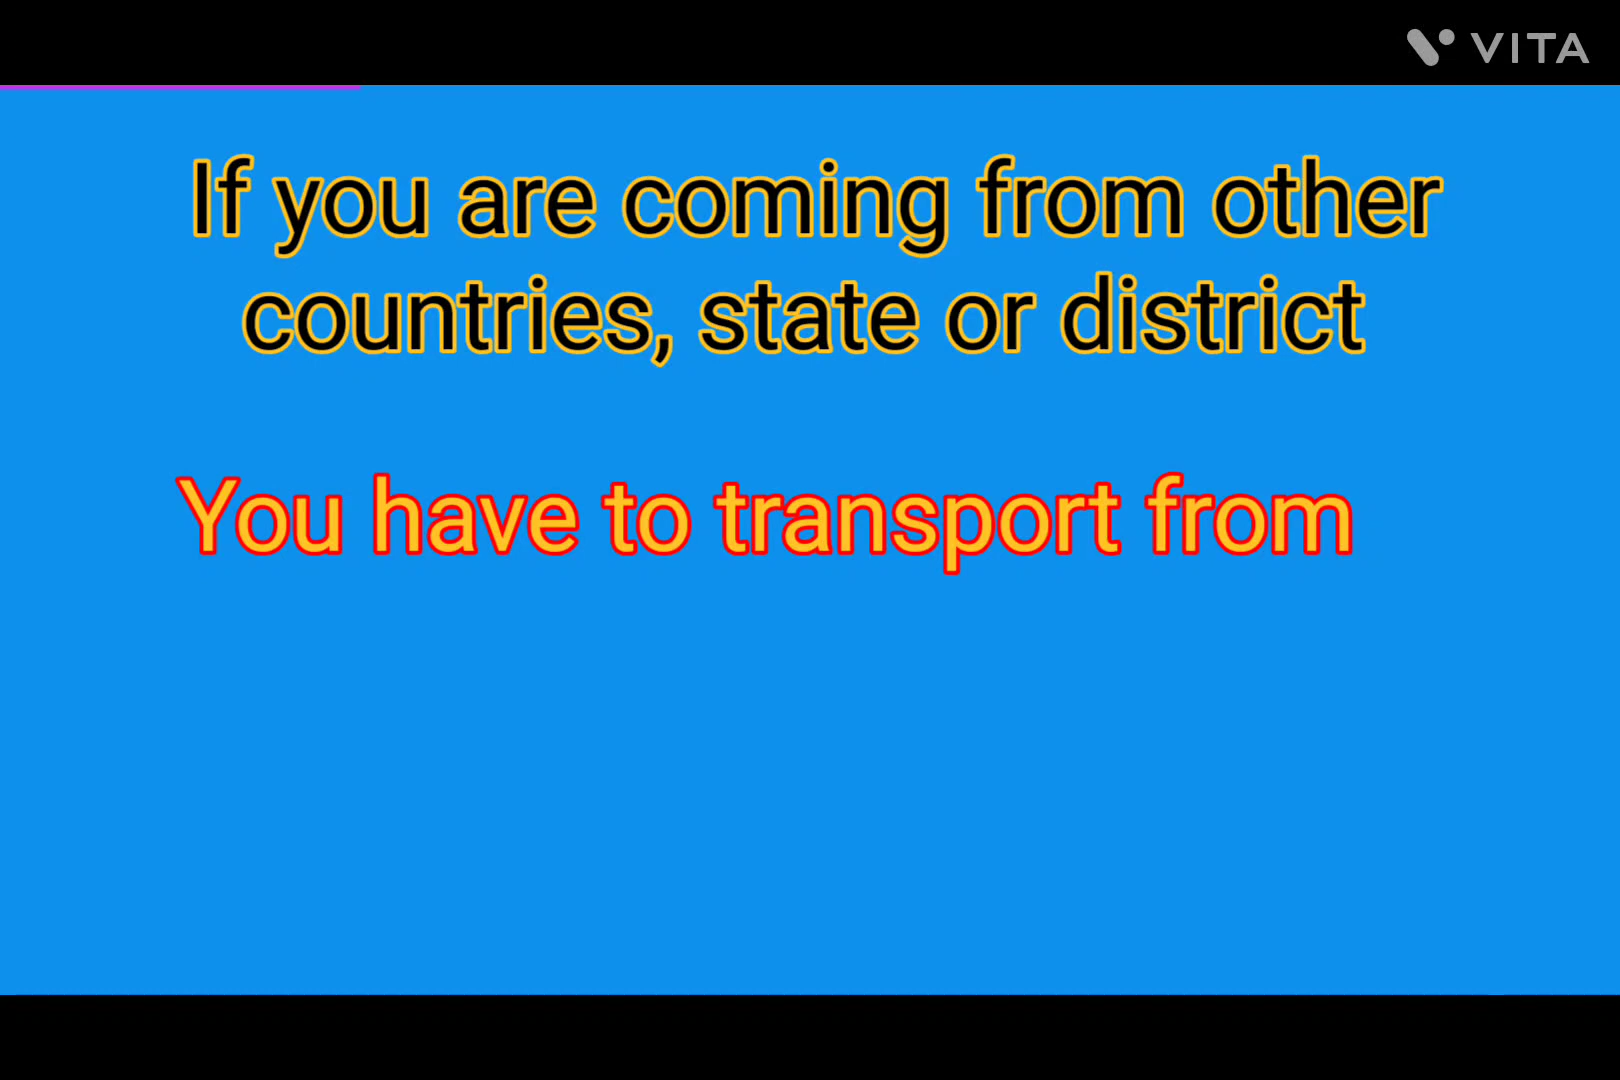 VITA
If you are coming from other
countries, state or district
You have to transport from